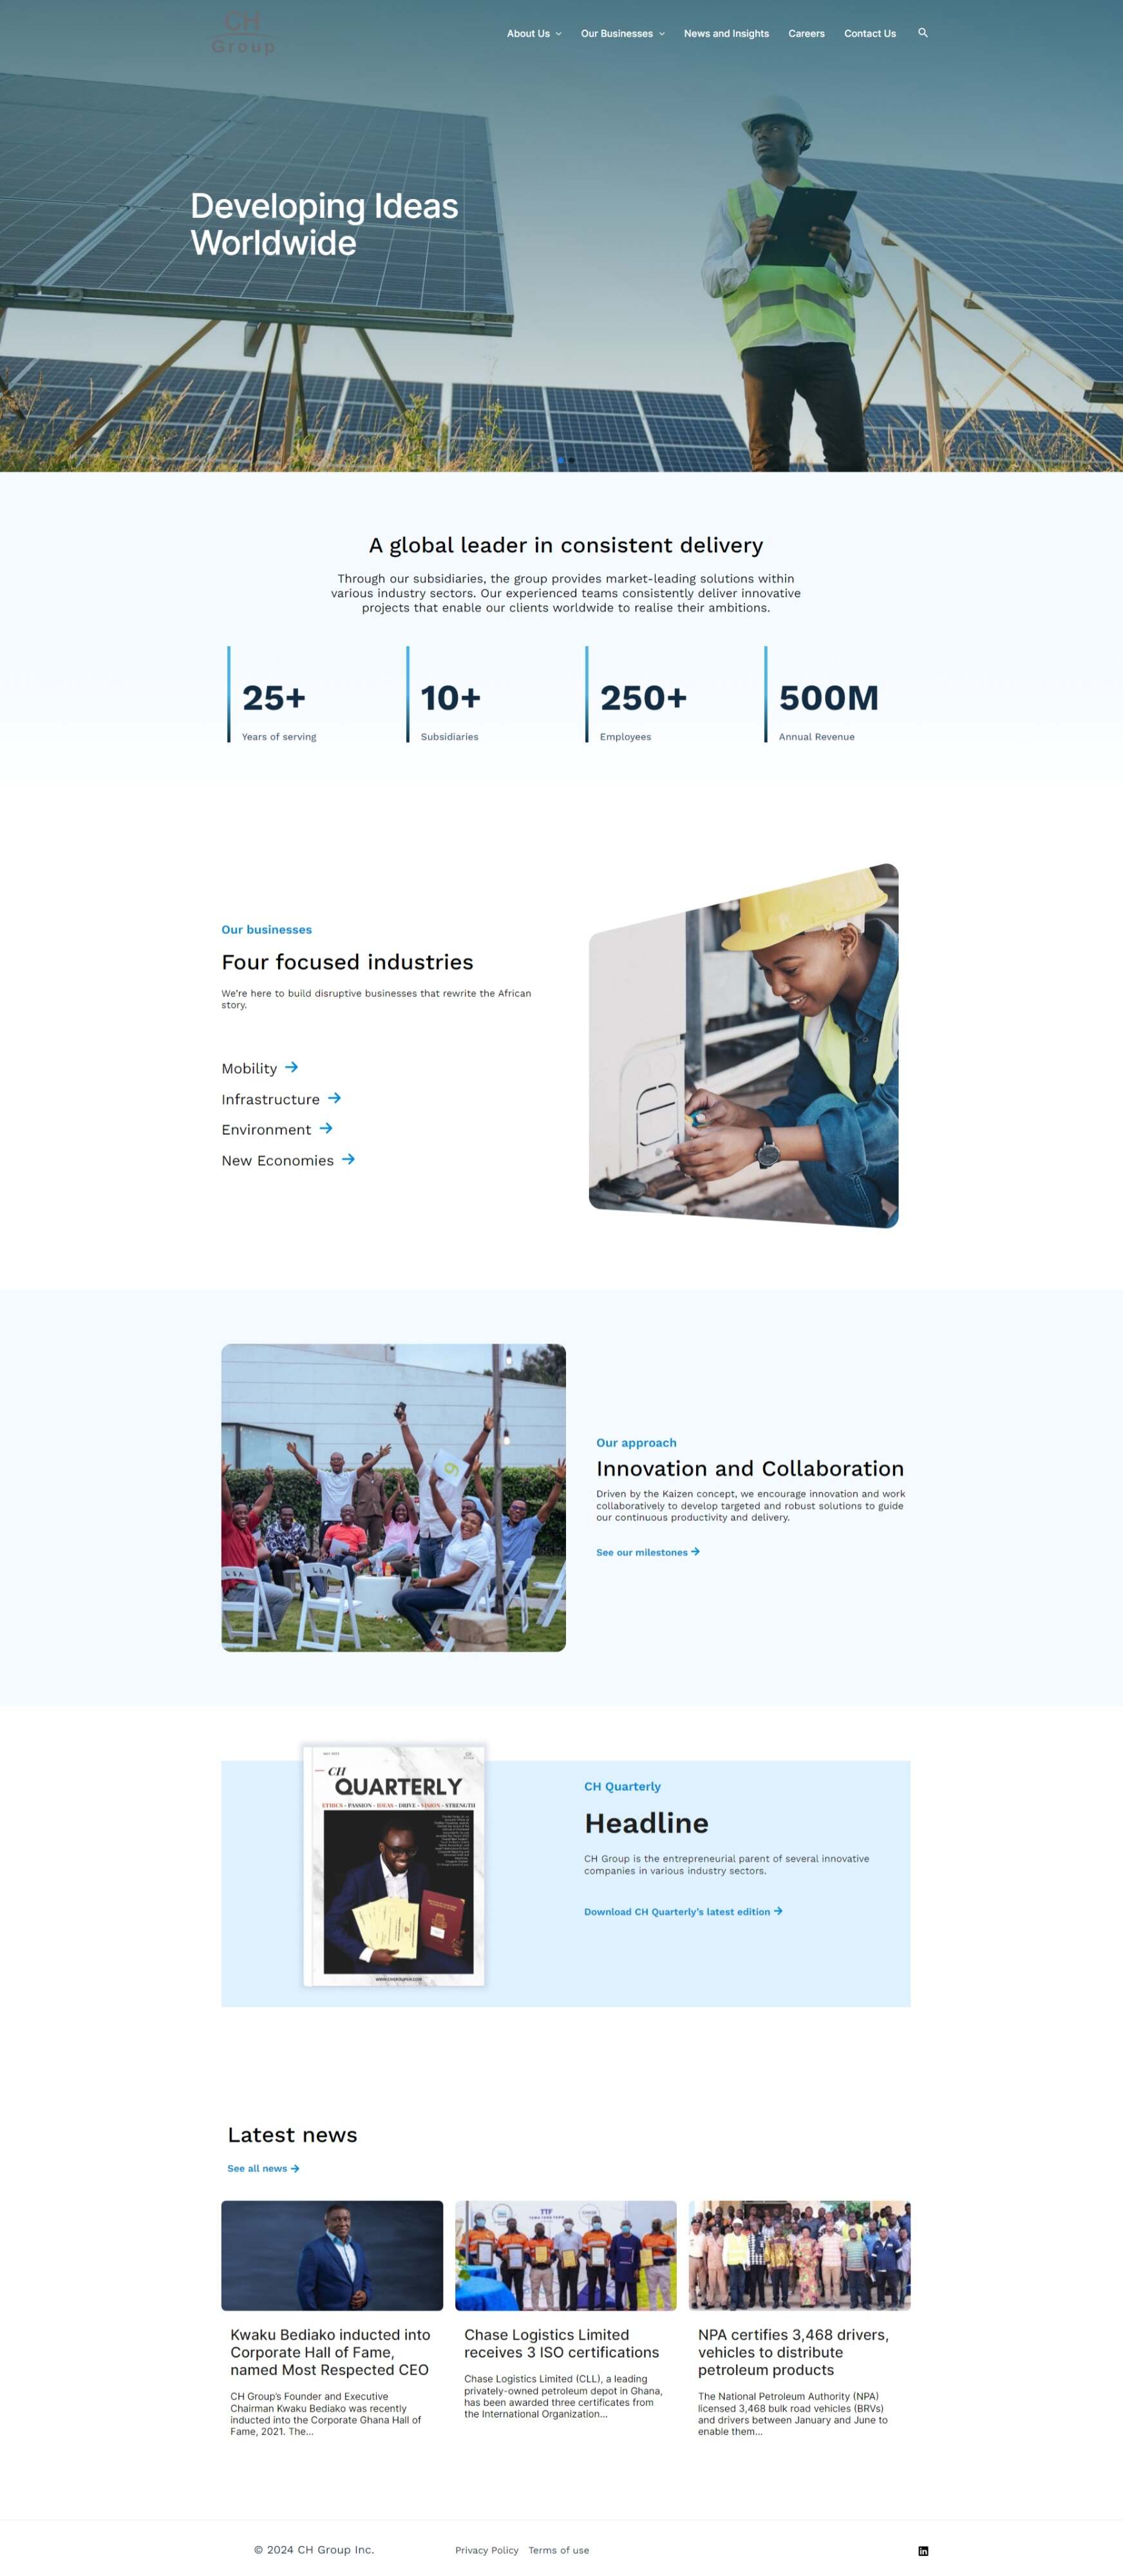 CH
Group
About Us
Our Businesses
News and Insights
Careers
Contact Us
Developing Ideas
Worldwide
A global leader in consistent delivery
Through our subsidiaries, the group provides market-leading solutions within
various industry sectors. Our experienced teams consistently deliver innovative
projects that enable our clients worldwide to realise their ambitions.
25+
Years of serving
10+
Subsidiaries
250+
Employees
500M
Annual Revenue
Our businesses
Four focused industries
We're here to build disruptive businesses that rewrite the African
story.
Mobility
Infrastructure
Environment
New Economies
Our approach
Innovation and Collaboration
Driven by the Kaizen concept, we encourage innovation and work
collaboratively to develop targeted and robust solutions to guide
our continuous productivity and delivery.
See our milestones
CH
QUARTERLY
ETHICS - PASSION - IDEAS - DRIVE - VISION - STRENGTH
CH Quarterly
Headline
CH Group is the entrepreneurial parent of several innovative
companies in various industry sectors.
Download CH Quarterly's latest edition
Latest news
See all news
TTF
Kwaku Bediako inducted into
Corporate Hall of Fame,
named Most Respected CEO
CH Group's Founder and Executive
Chairman Kwaku Bediako was recently
inducted into the Corporate Ghana Hall of
Fame, 2021. The...
Chase Logistics Limited
receives 3 ISO certifications
Chase Logistics Limited (CLL), a leading
privately-owned petroleum depot in Ghana,
has been awarded three certificates from
the International Organization...
NPA certifies 3,468 drivers,
vehicles to distribute
petroleum products
The National Petroleum Authority (NPA)
licensed 3,468 bulk road vehicles (BRVs)
and drivers between January and June to
enable them...
© 2024 CH Group Inc.
Privacy Policy
Terms of use